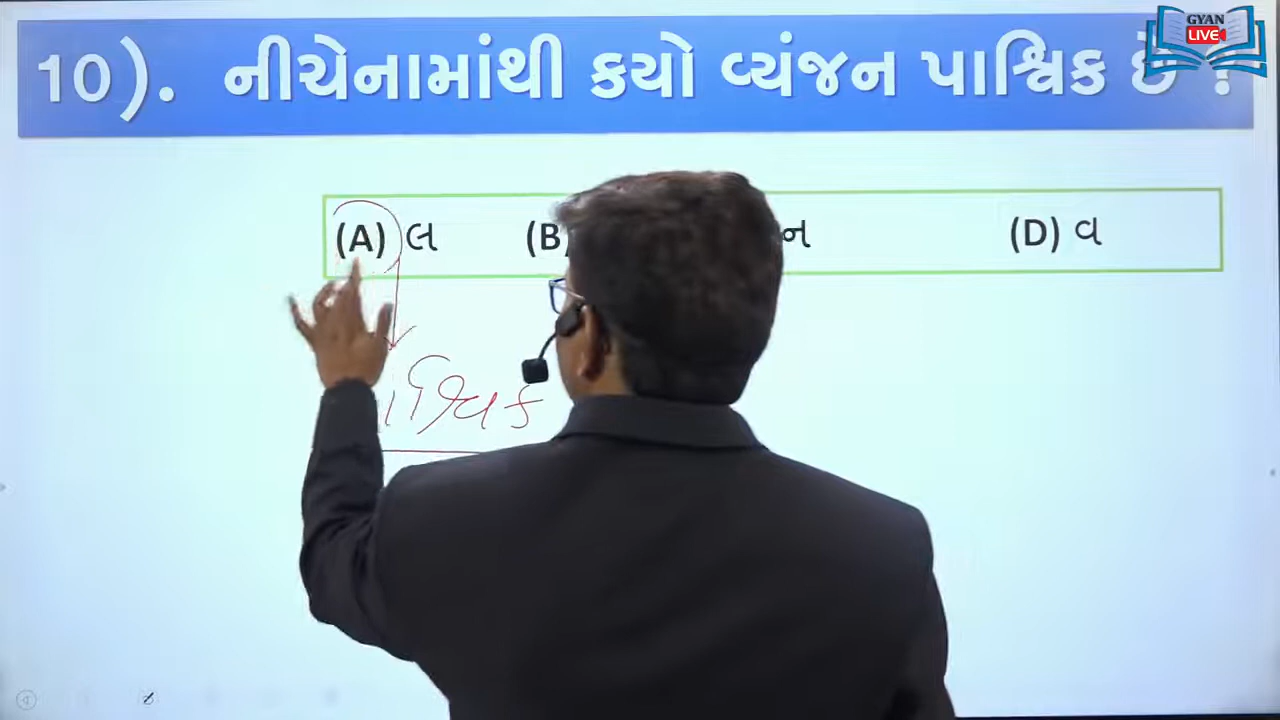 GYAN
LIVE
10). નીચેનામાંથી કયો વ્યંજન પાશ્વિક છે ?
(A) લ (B) ન (D) વ